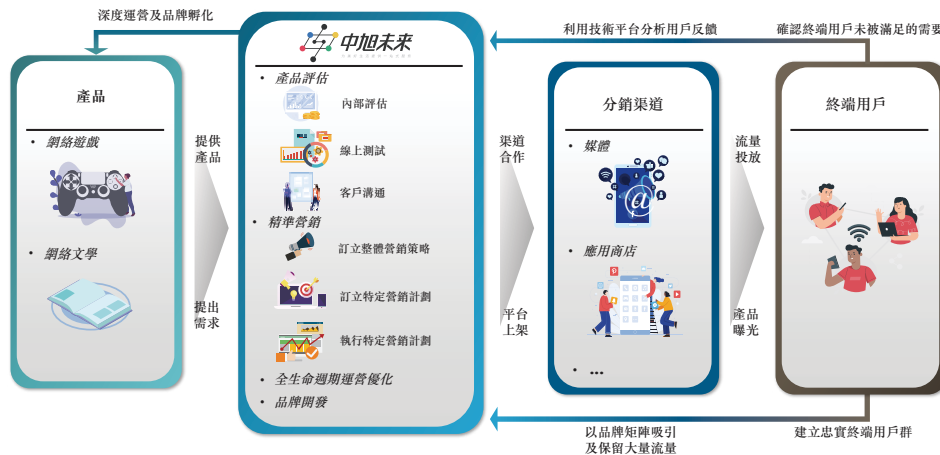 深度運營及品牌孵化
利用技術平台分析用戶反饋
確認終端用戶未被滿足的需要
產品
• 網絡遊戲
• 網絡文學
提供
產品
提出
需求
中旭未来
• 產品評估
內部評估
線上測試
客戶溝通
• 精準營銷
訂立整體營銷策略
訂立特定營銷計劃
執行特定營銷計劃
• 全生命週期運營優化
• 品牌開發
渠道
合作
平台
上架
分銷渠道
• 媒體
• 應用商店
• ...
流量
投放
產品
曝光
終端用戶
以品牌矩陣吸引
及保留大量流量
建立忠實終端用戶群